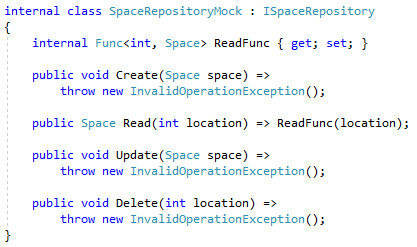 internal class SpaceRepositoryMock : ISpaceRepository
{
    internal Func<int, Space> ReadFunc { get; set; }
    public void Create(Space space) =>
        throw new InvalidOperationException();
    public Space Read(int location) => ReadFunc(location);
    public void Update(Space space) =>
        throw new InvalidOperationException();
    public void Delete(int location) =>
        throw new InvalidOperationException();
}